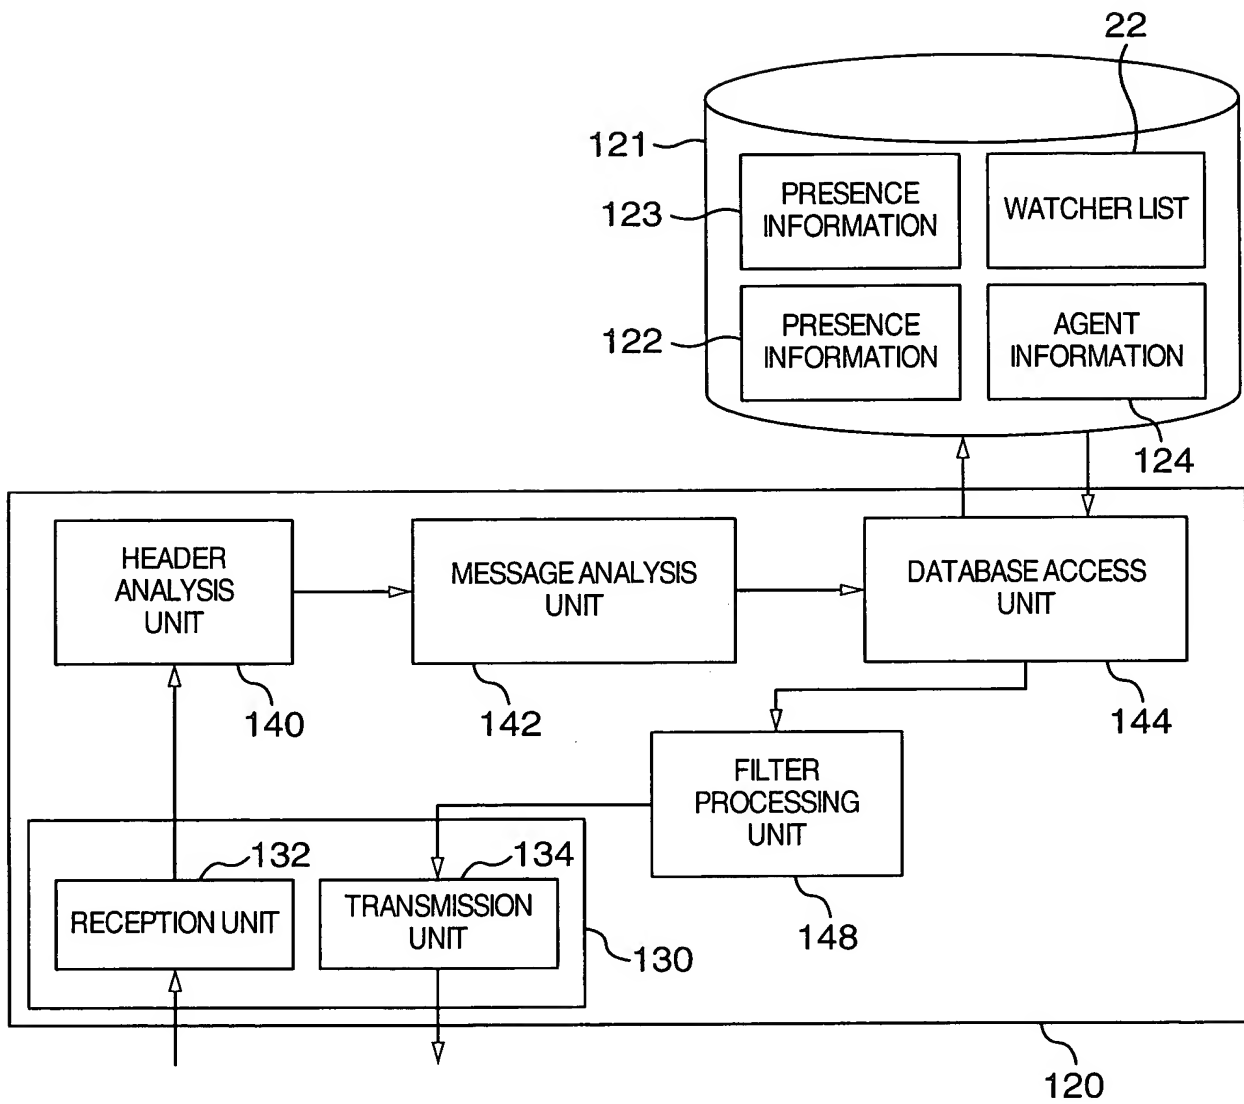 22
121
123
PRESENCE
INFORMATION
WATCHER LIST
122
PRESENCE
INFORMATION
AGENT
INFORMATION
124
HEADER
ANALYSIS
UNIT
MESSAGE ANALYSIS
UNIT
DATABASE ACCESS
UNIT
140
142
144
FILTER
PROCESSING
UNIT
132
134
RECEPTION UNIT
TRANSMISSION
UNIT
148
130
120